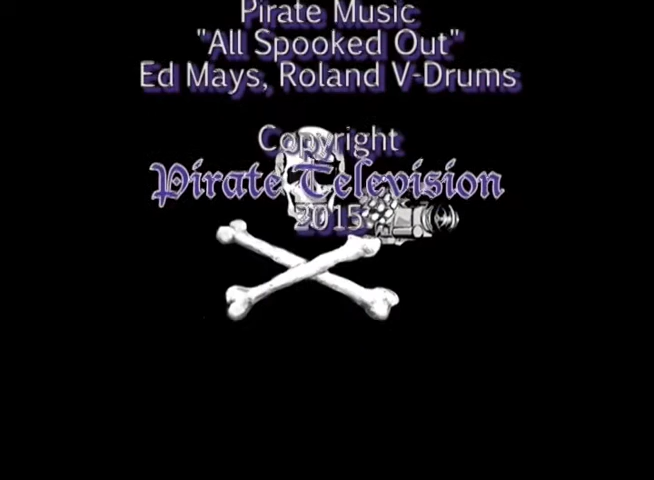 Pirate Music
"All Spooked Out"
Ed Mays, Roland V-Drums
Copyright
Pirate Television
2015